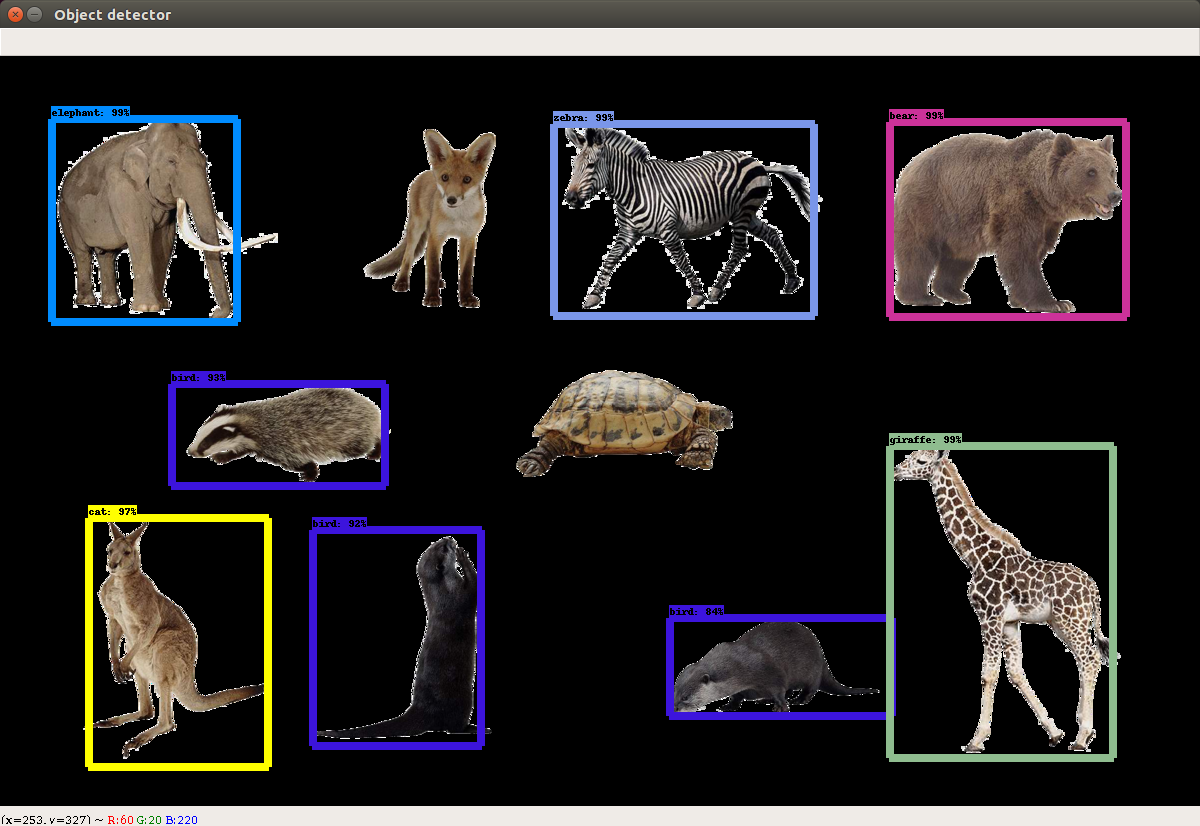 Object detector
elephant: 99%
zebra: 99%
bear: 99%
bird: 93%
giraffe: 99%
cat: 97%
bird: 92%
bird: 84%
(x=253, y=327) ~ R:60 G:20 B:220